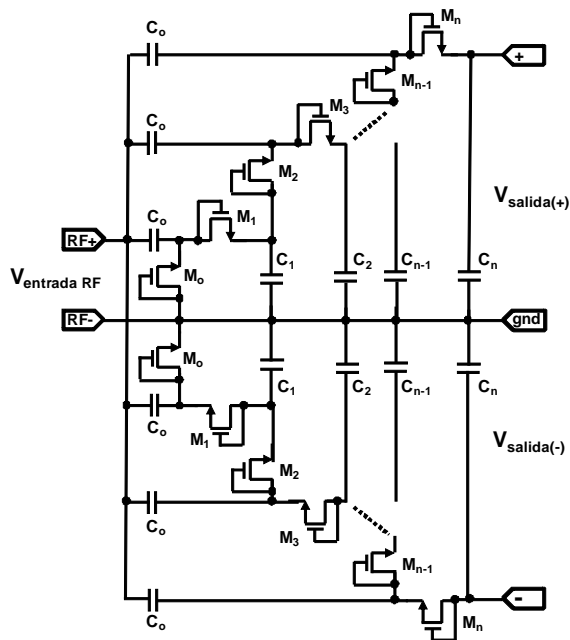 Mn
Co
+
Mn-1
Co
M3
M2
Vsalida(+)
Co
M1
RF+
C1
C2
Cn-1
Cn
Ventrada RF
Mo
RF-
gnd
Mo
C1
C2
Cn-1
Cn
Co
M1
Vsalida(-)
M2
Co
M3
Mn-1
-
Co
Mn